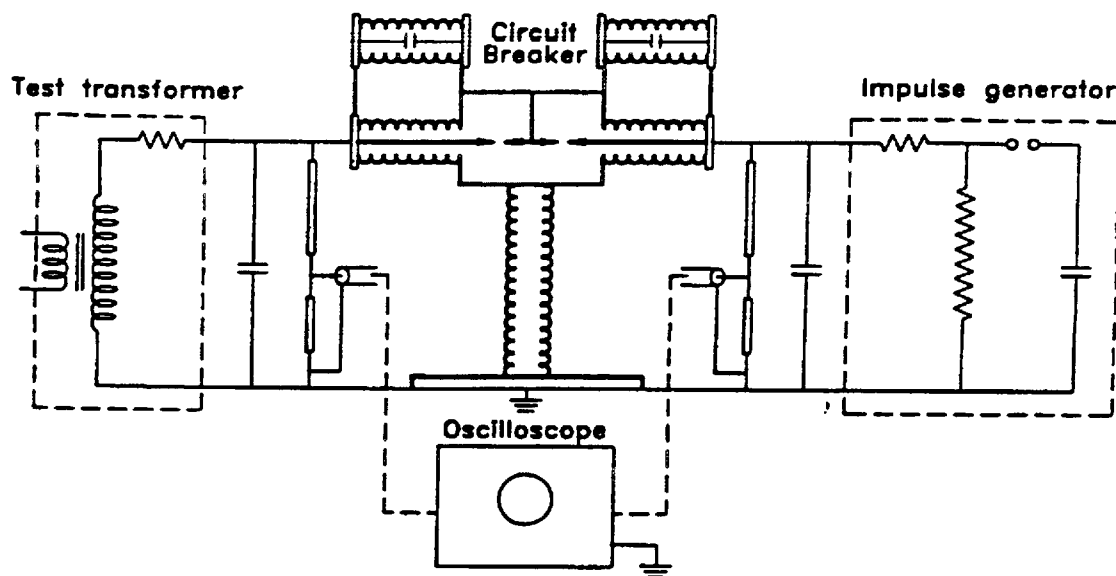 Circuit
Breaker
Test transformer
Impulse generator
Oscilloscope